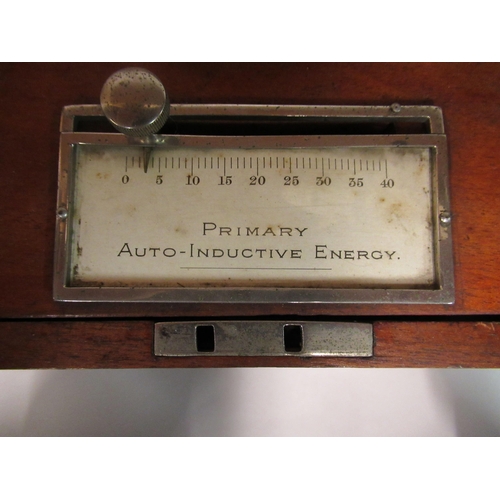 0 5 10 15 20 25 30 35 40
PRIMARY
AUTO-INDUCTIVE ENERGY.